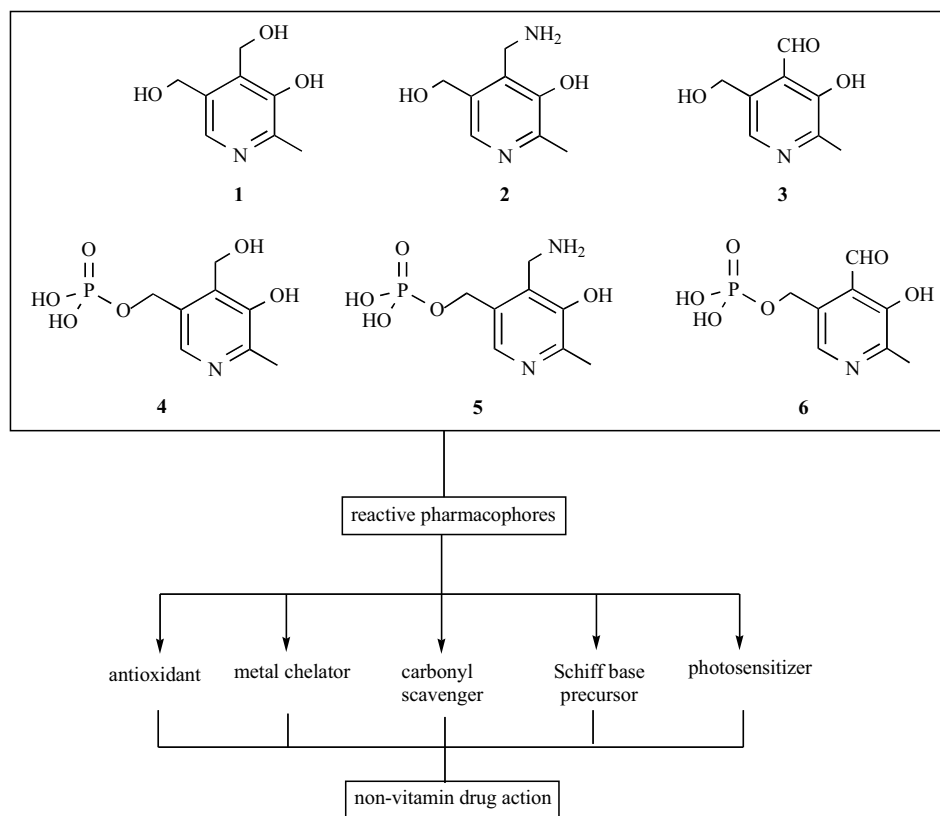 OH
HO
OH
N
1
NH2
HO
OH
N
2
CHO
HO
OH
N
3
O
HO
P
HO
O
OH
OH
N
4
O
HO
P
HO
O
NH2
OH
N
5
O
HO
P
HO
O
CHO
OH
N
6
reactive pharmacophores
antioxidant
metal chelator
carbonyl
scavenger
Schiff base
precursor
photosensitizer
non-vitamin drug action